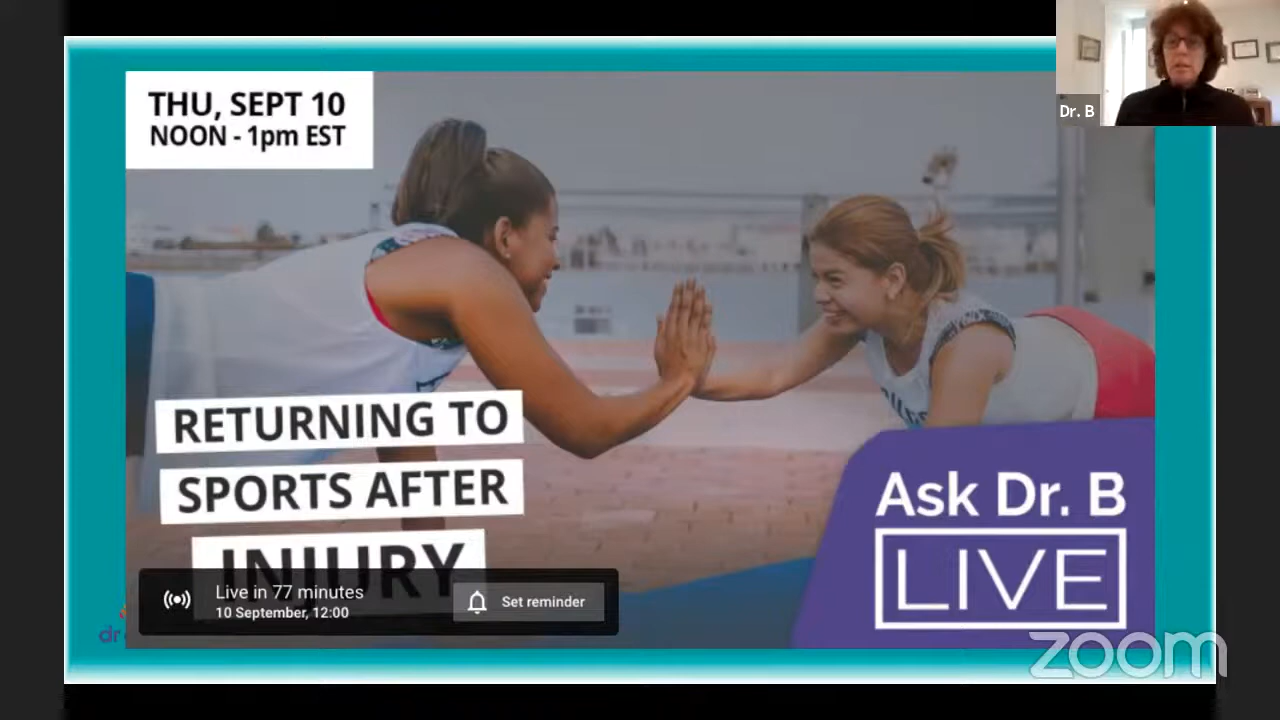 THU, SEPT 10
NOON - 1pm EST
Dr. B
RETURNING TO
SPORTS AFTER
INJURY
Ask Dr. B
LIVE
Live in 77 minutes
10 September, 12:00
Set reminder
dr
zoom